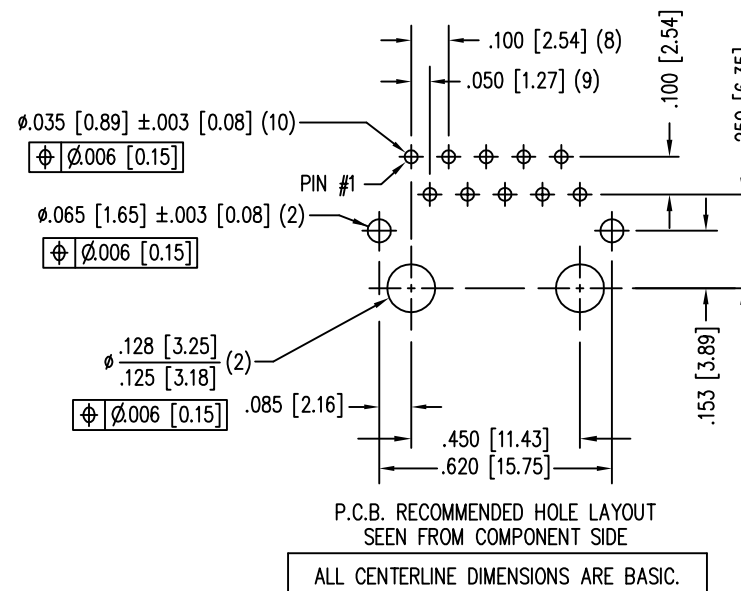 .100 [2.54] (8)
.050 [1.27] (9)
.100 [2.54]
⌀.035 [0.89] ±.003 [0.08] (10)
⌖ ⌀.006 [0.15]
PIN #1
⌀.065 [1.65] ±.003 [0.08] (2)
⌖ ⌀.006 [0.15]
⌀ .128 [3.25] (2)
.125 [3.18]
⌖ ⌀.006 [0.15]
.085 [2.16]
.153 [3.89]
.450 [11.43]
.620 [15.75]
P.C.B. RECOMMENDED HOLE LAYOUT
SEEN FROM COMPONENT SIDE
ALL CENTERLINE DIMENSIONS ARE BASIC.